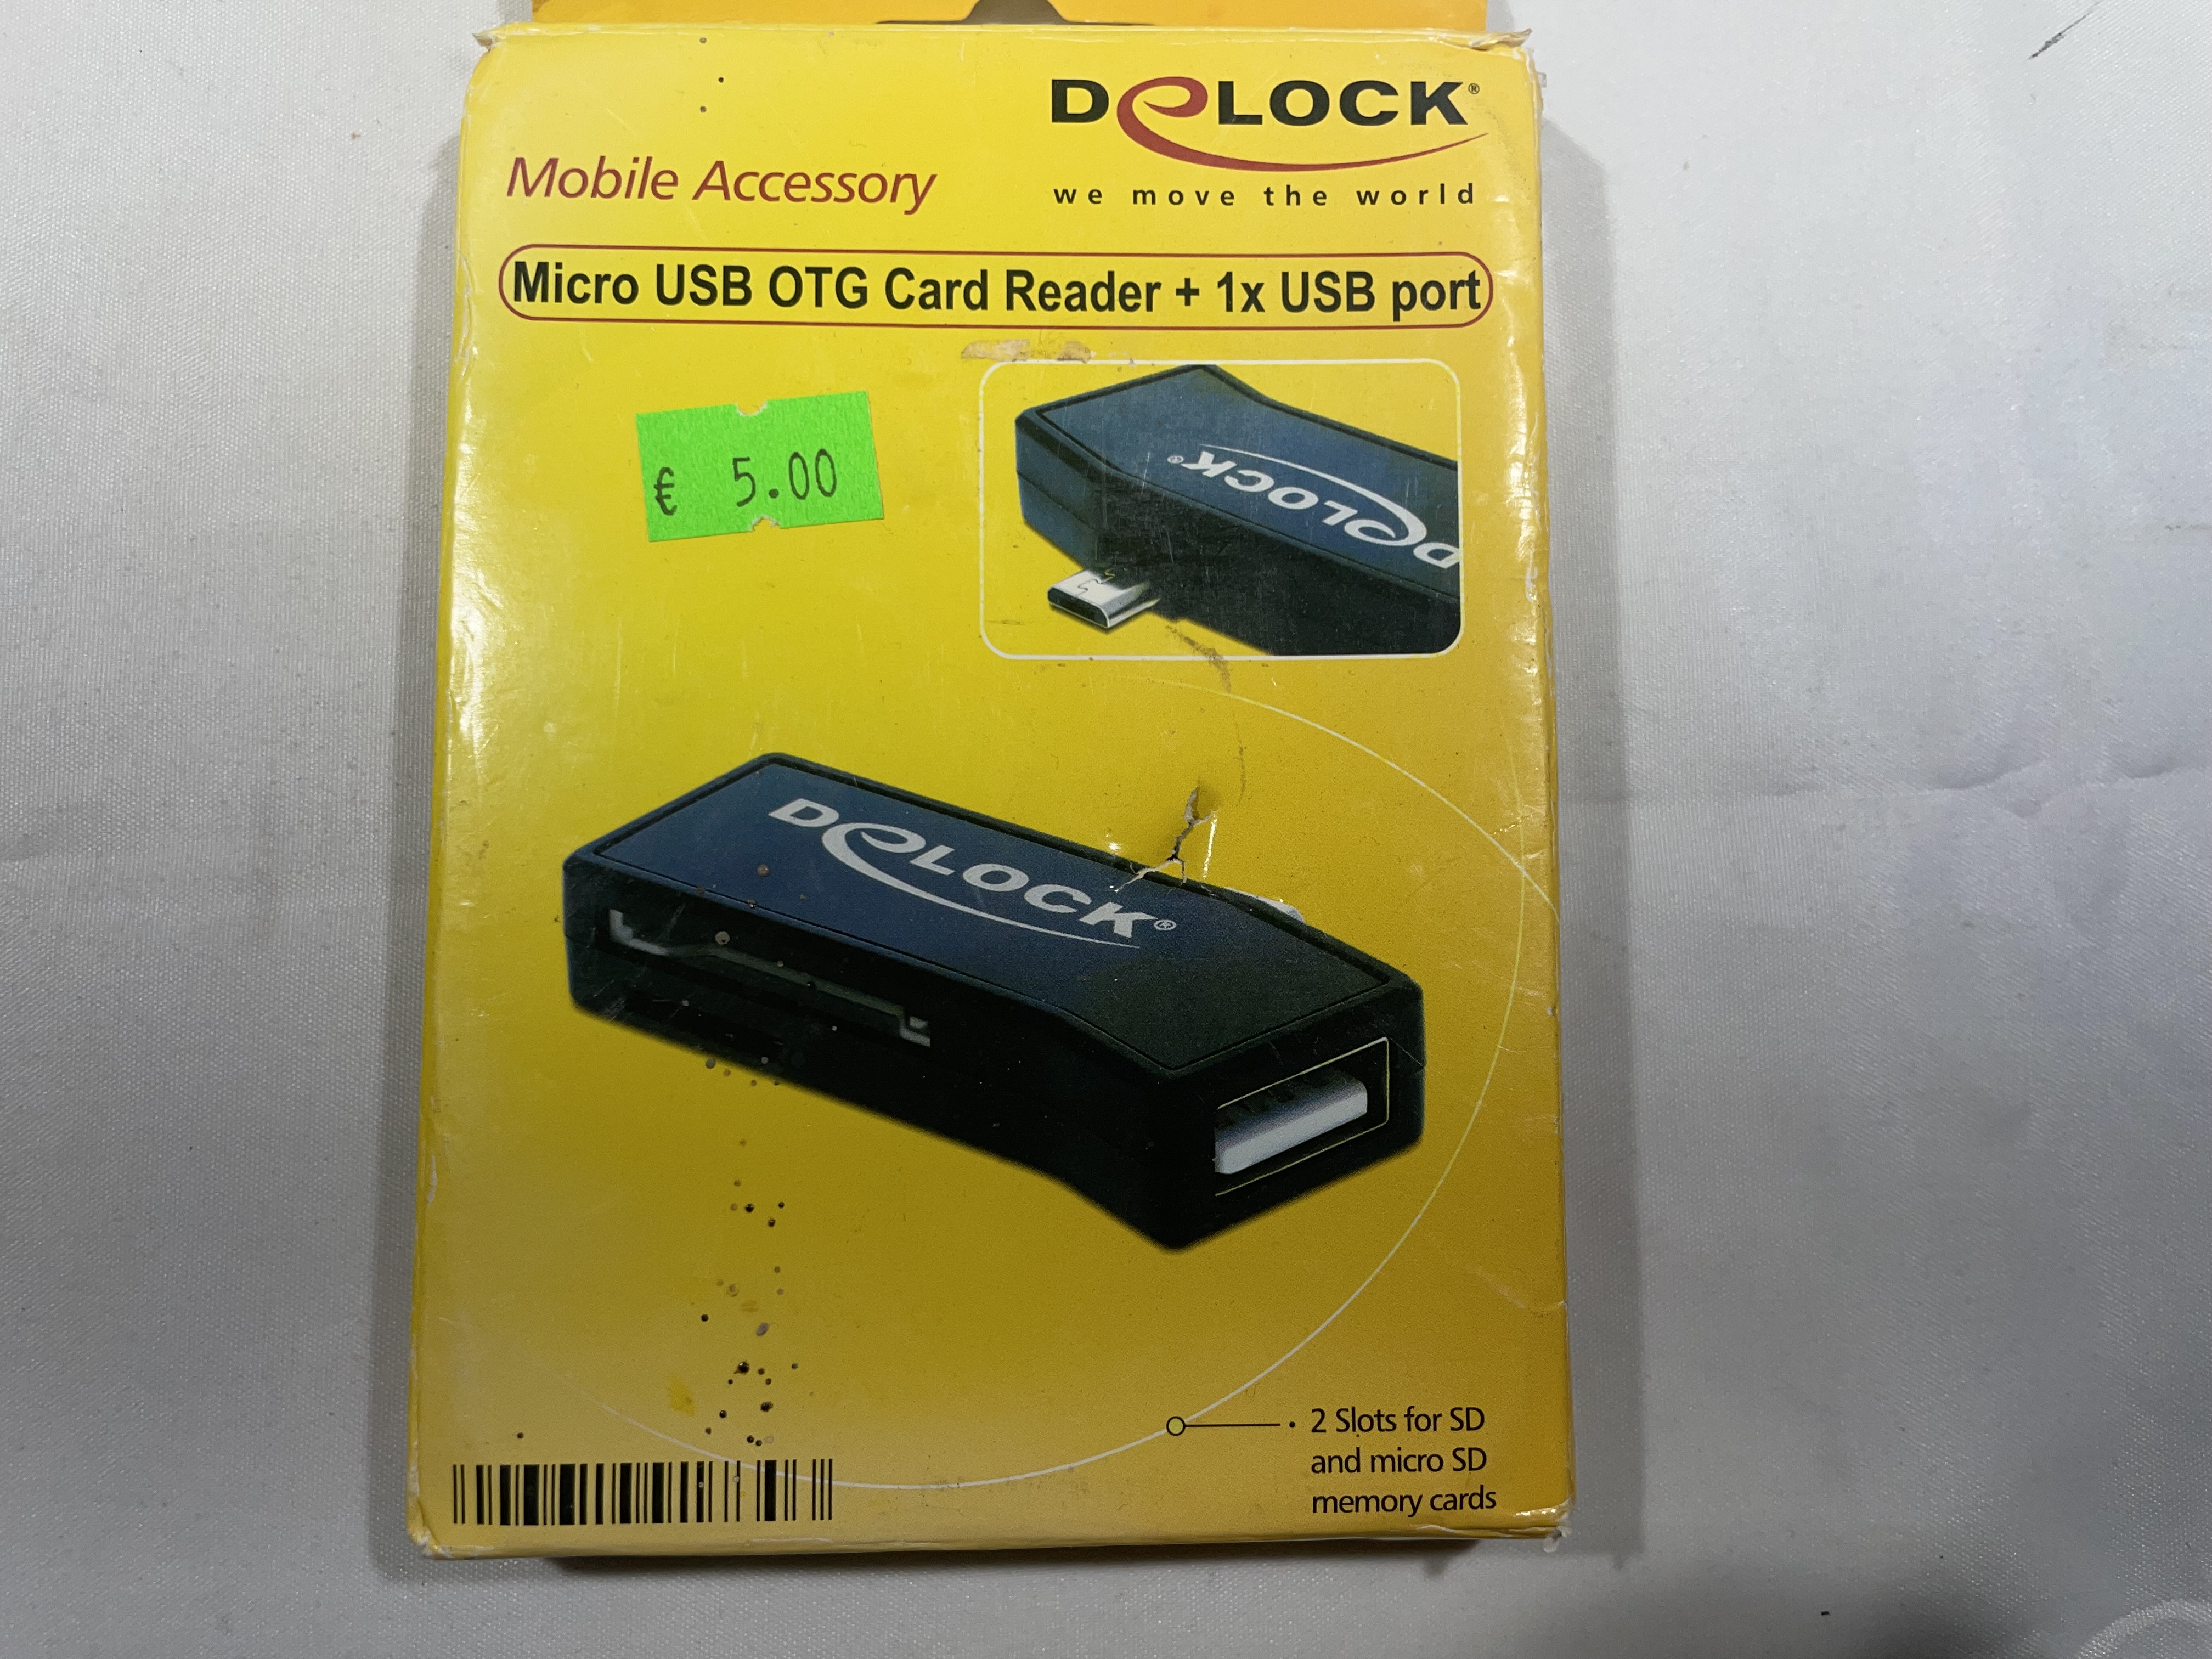 DeLOCK®
Mobile Accessory
we move the world
Micro USB OTG Card Reader + 1x USB port
€ 5.00
DeLOCK®
DeLOCK®
• 2 Slots for SD
and micro SD
memory cards